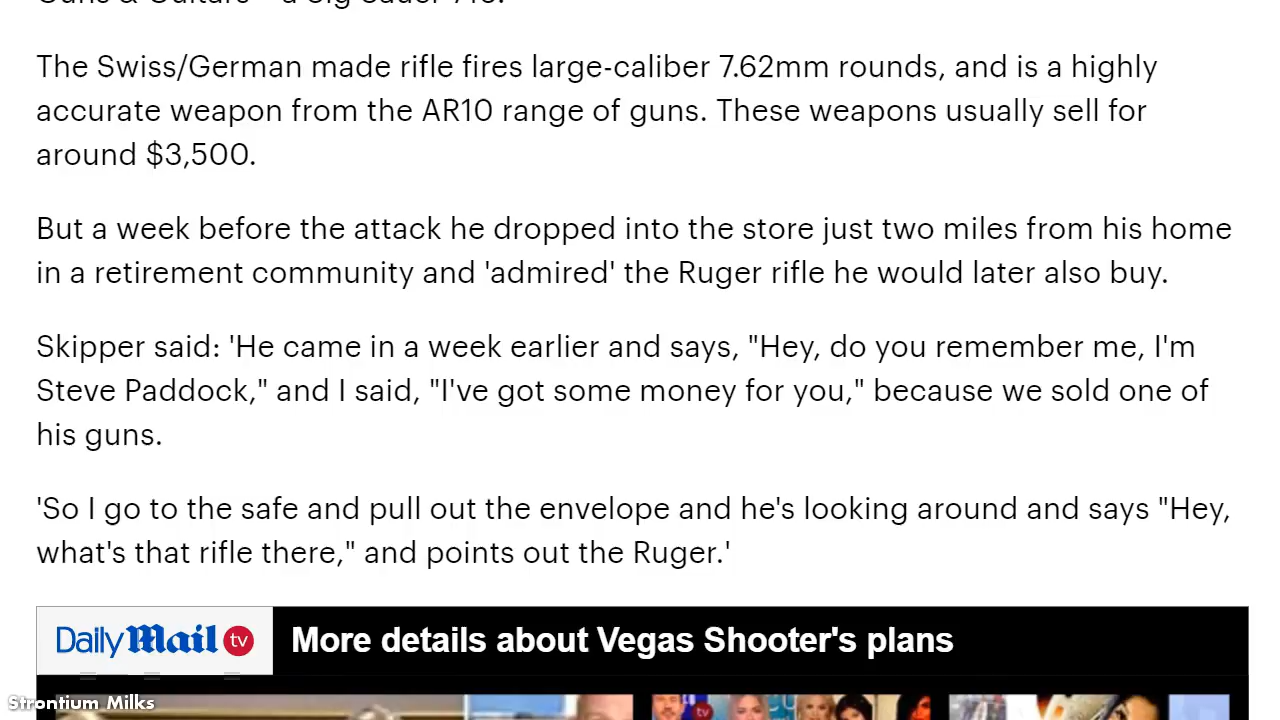 Guns & Guitars – a Sig Sauer 716.
The Swiss/German made rifle fires large-caliber 7.62mm rounds, and is a highly
accurate weapon from the AR10 range of guns. These weapons usually sell for
around $3,500.
But a week before the attack he dropped into the store just two miles from his home
in a retirement community and 'admired' the Ruger rifle he would later also buy.
Skipper said: 'He came in a week earlier and says, "Hey, do you remember me, I'm
Steve Paddock," and I said, "I've got some money for you," because we sold one of
his guns.
'So I go to the safe and pull out the envelope and he's looking around and says "Hey,
what's that rifle there," and points out the Ruger.'
Daily Mail tv More details about Vegas Shooter's plans
Strontium Milks
tv